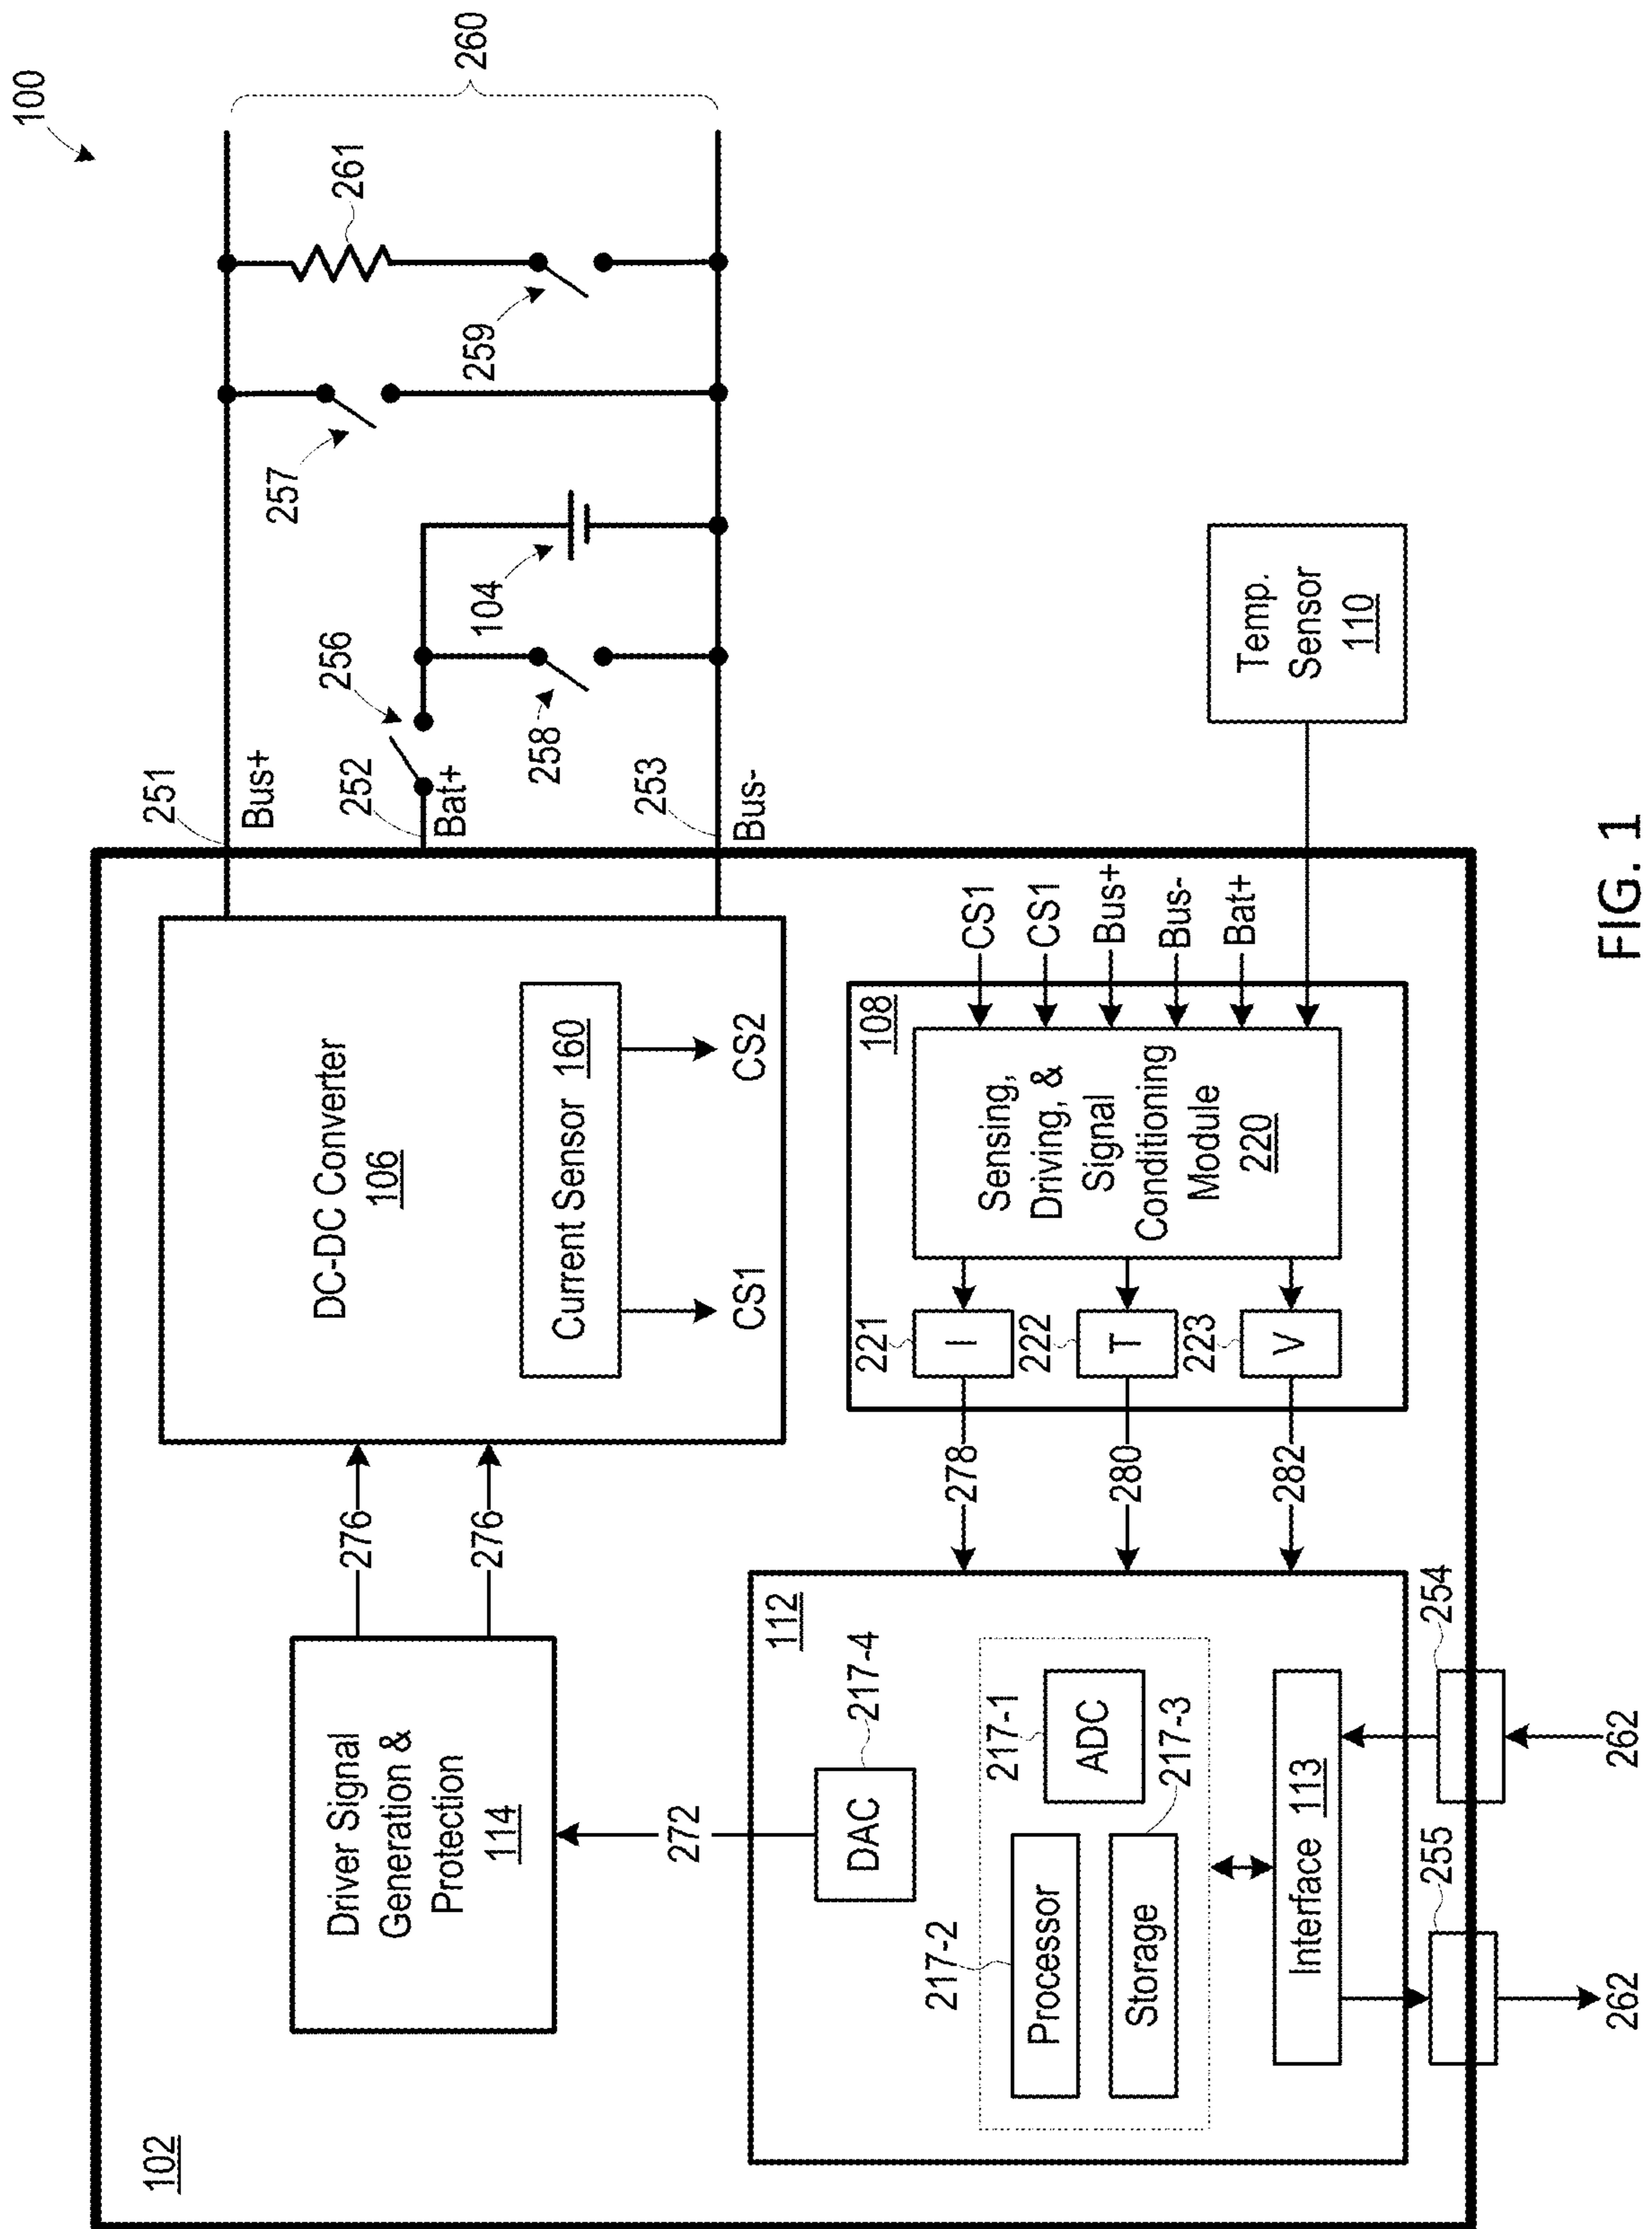 100
102
Driver Signal
Generation &
Protection
114
276
276
DC-DC Converter
106
Current Sensor 160
CS1
CS2
251
Bus+
252
Bat+
253
Bus-
256
257
258
104
259
261
260
272
112
DAC
217-4
217-2
Processor
217-1
ADC
Storage
217-3
Interface 113
255
254
262
262
278
280
282
108
221
I
222
T
223
V
Sensing,
Driving, &
Signal
Conditioning
Module
220
CS1
CS1
Bus+
Bus-
Bat+
Temp.
Sensor
110
FIG. 1